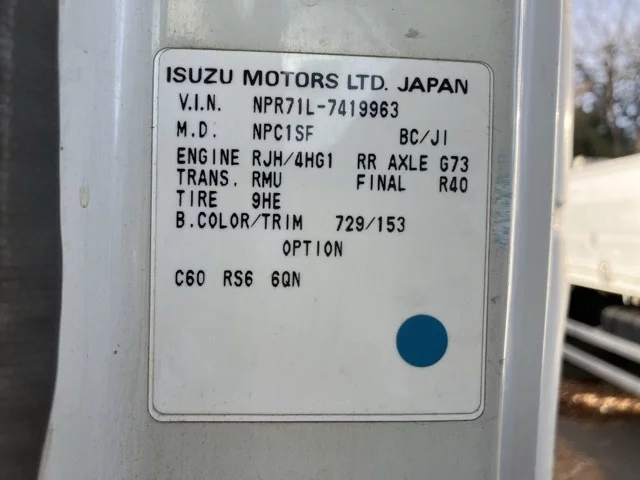 ISUZU MOTORS LTD. JAPAN
V.I.N. NPR71L-7419963
M.D. NPC1SF BC/JI
ENGINE RJH/4HG1 RR AXLE G73
TRANS. RMU FINAL R40
TIRE 9HE
B.COLOR/TRIM 729/153
OPTION
C60 RS6 6QN